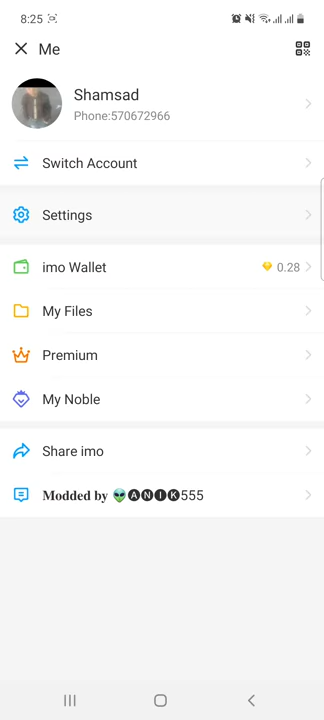 8:25
Me
Shamsad
Phone:570672966
Switch Account
Settings
imo Wallet 0.28
My Files
Premium
My Noble
Share imo
𝐌𝐨𝐝𝐝𝐞𝐝 𝐛𝐲 👽🅐🅝🅘🅚555